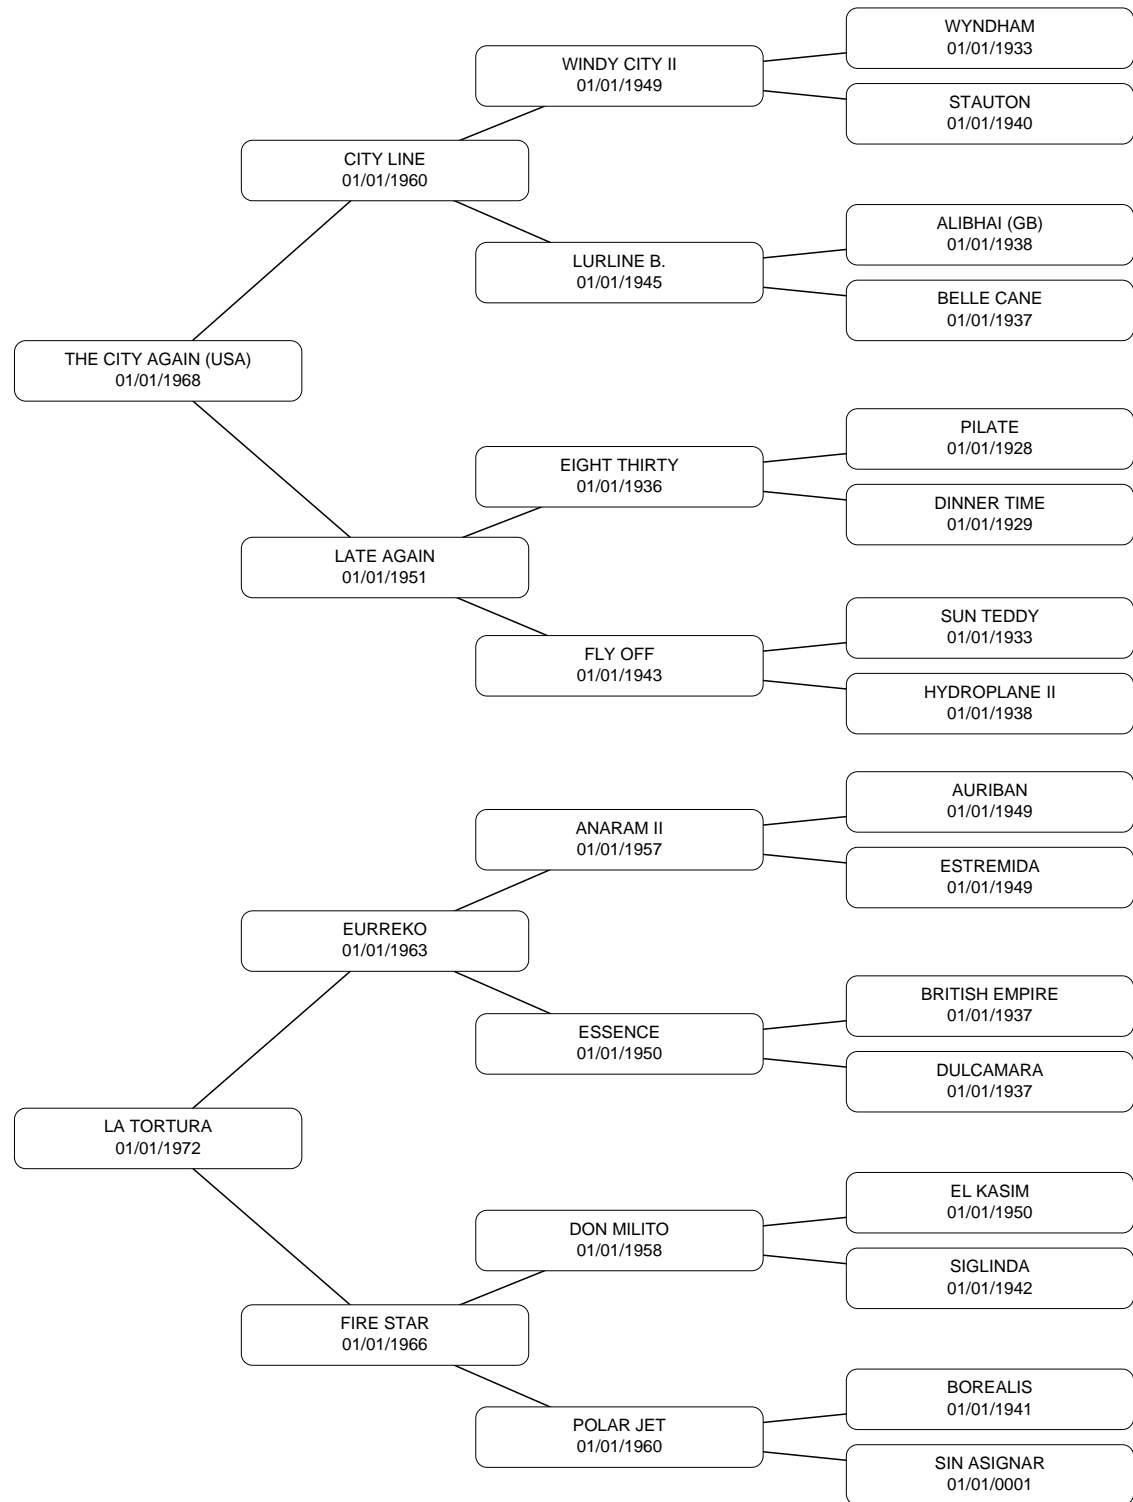 WYNDHAM
01/01/1933
WINDY CITY II
01/01/1949
STAUTON
01/01/1940
CITY LINE
01/01/1960
ALIBHAI (GB)
01/01/1938
LURLINE B.
01/01/1945
BELLE CANE
01/01/1937
THE CITY AGAIN (USA)
01/01/1968
PILATE
01/01/1928
EIGHT THIRTY
01/01/1936
DINNER TIME
01/01/1929
LATE AGAIN
01/01/1951
SUN TEDDY
01/01/1933
FLY OFF
01/01/1943
HYDROPLANE II
01/01/1938
AURIBAN
01/01/1949
ANARAM II
01/01/1957
ESTREMIDA
01/01/1949
EURREKO
01/01/1963
BRITISH EMPIRE
01/01/1937
ESSENCE
01/01/1950
DULCAMARA
01/01/1937
LA TORTURA
01/01/1972
EL KASIM
01/01/1950
DON MILITO
01/01/1958
SIGLINDA
01/01/1942
FIRE STAR
01/01/1966
BOREALIS
01/01/1941
POLAR JET
01/01/1960
SIN ASIGNAR
01/01/0001